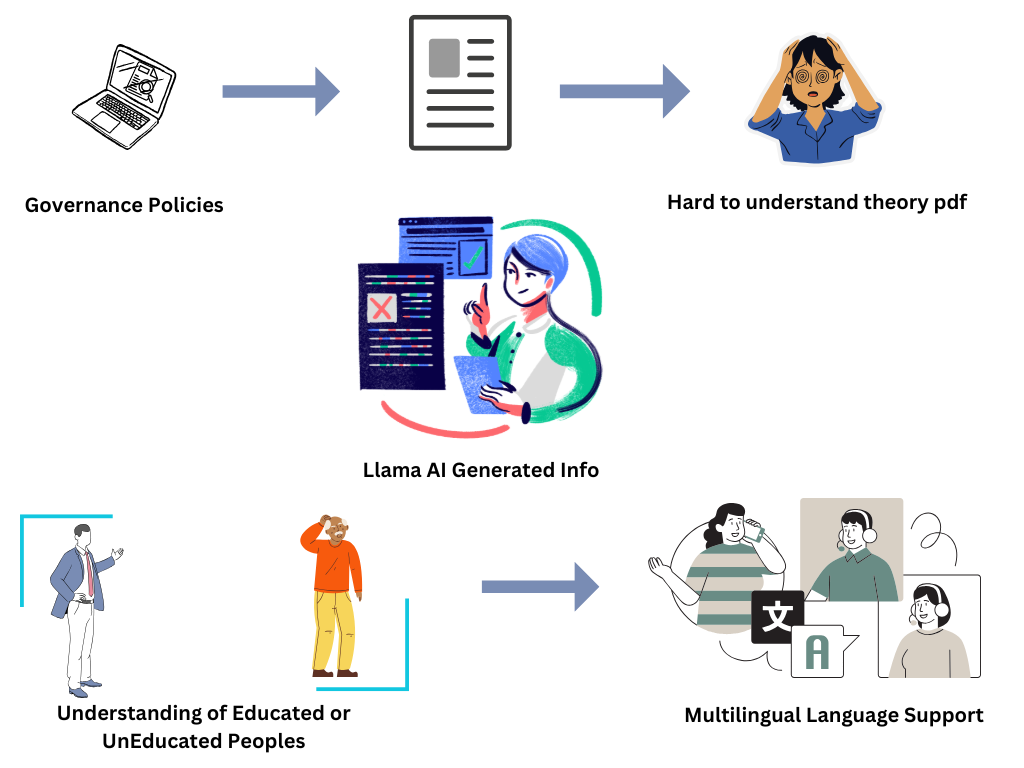 Governance Policies
Hard to understand theory pdf
Llama AI Generated Info
文
A
Understanding of Educated or
UnEducated Peoples
Multilingual Language Support